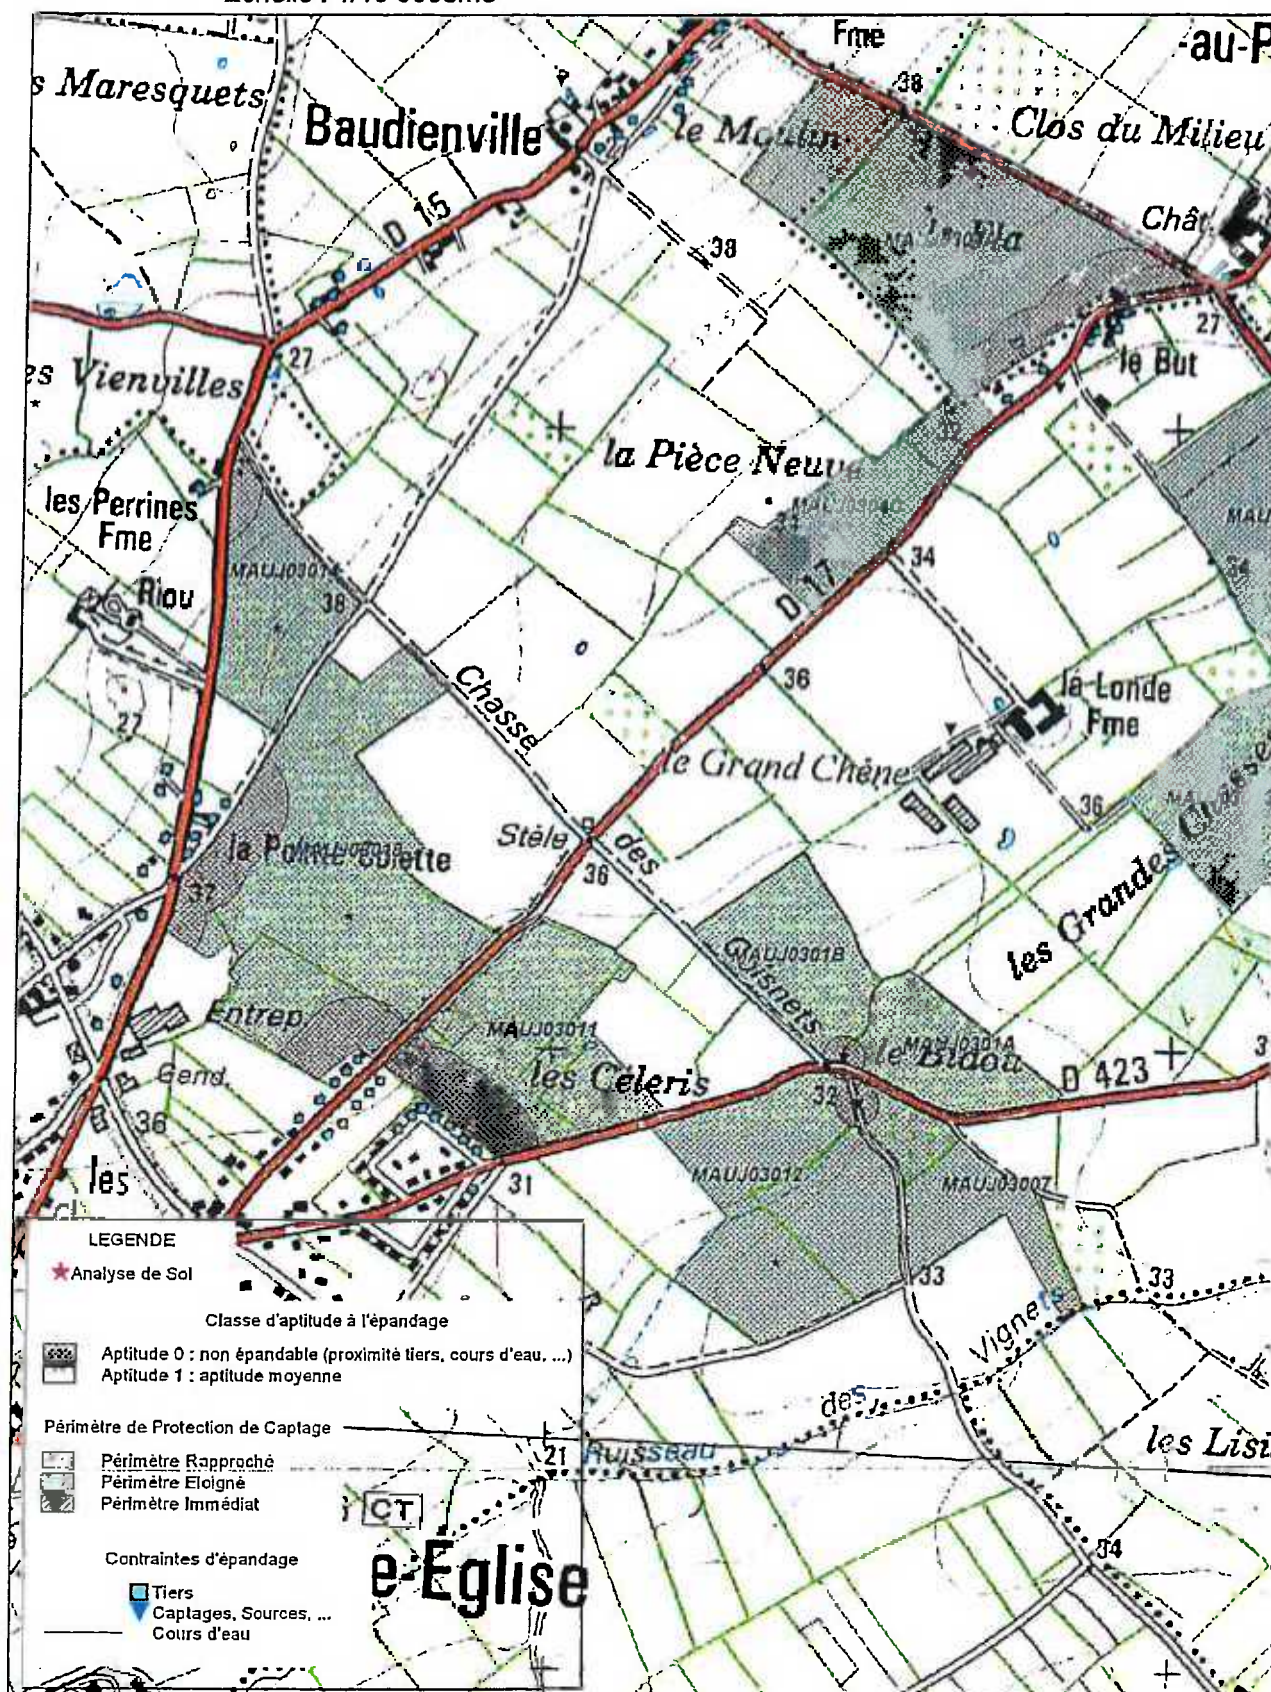 Fme
-au-P
s Maresquets
38
Baudienville
le Moulin
Clos du Milieu
D 15
Chât.
38
27
27
le But
es Vienvilles
la Pièce Neuve
les Perrines
Fme
34
D 17
MAUJ03014
38
Riou
36
Chasse
la Londe
Fme
27
le Grand Chêne
36
Stèle
des
36
les Grandes
37
MAUJ0301B
Boisnets
Entrep.
MAUJ03011
MAUJ0301A
les Céleris
le Bidou
D 423
Gend.
32
36
MAUJ03012
MAUJ03007
les
31
33
33
LEGENDE
Analyse de Sol
Classe d'aptitude à l'épandage
Aptitude 0 : non épandable (proximité tiers, cours d'eau, ...)
Aptitude 1 : aptitude moyenne
Vignets
des
Périmètre de Protection de Captage
21
Ruisseau
les Lisi
Périmètre Rapproché
Périmètre Eloigné
Périmètre Immédiat
CT
34
e-Eglise
Contraintes d'épandage
Tiers
Captages, Sources, ...
Cours d'eau